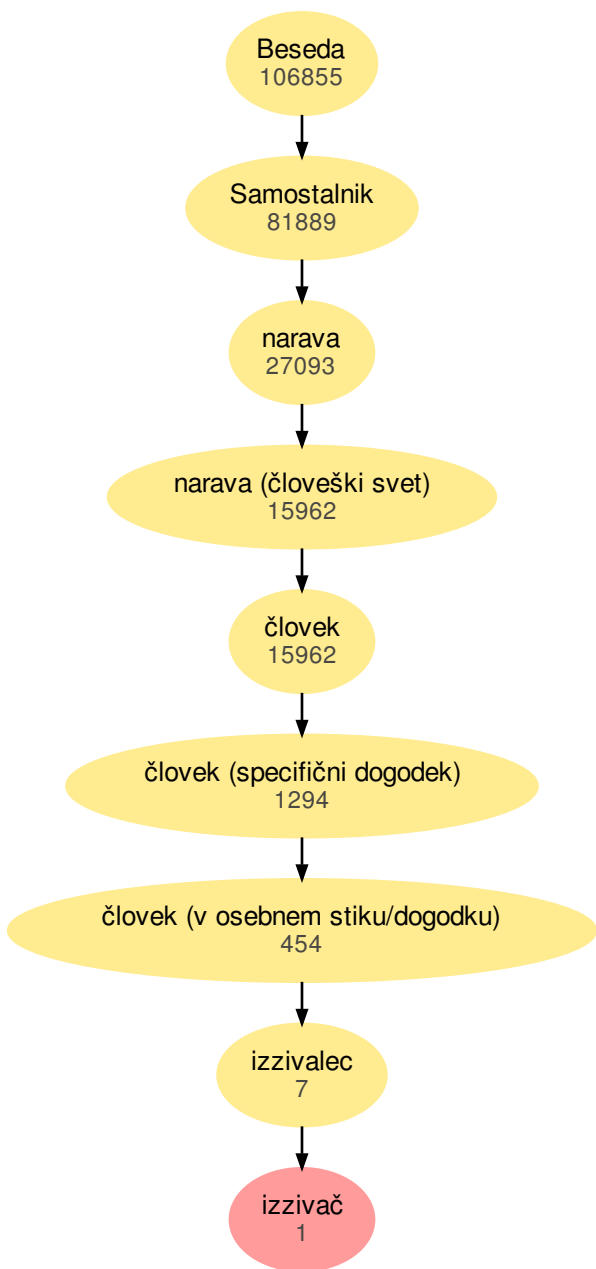 Beseda
106855
Samostalnik
81889
narava
27093
narava (človeški svet)
15962
človek
15962
človek (specifični dogodek)
1294
človek (v osebnem stiku/dogodku)
454
izzivalec
7
izzivač
1